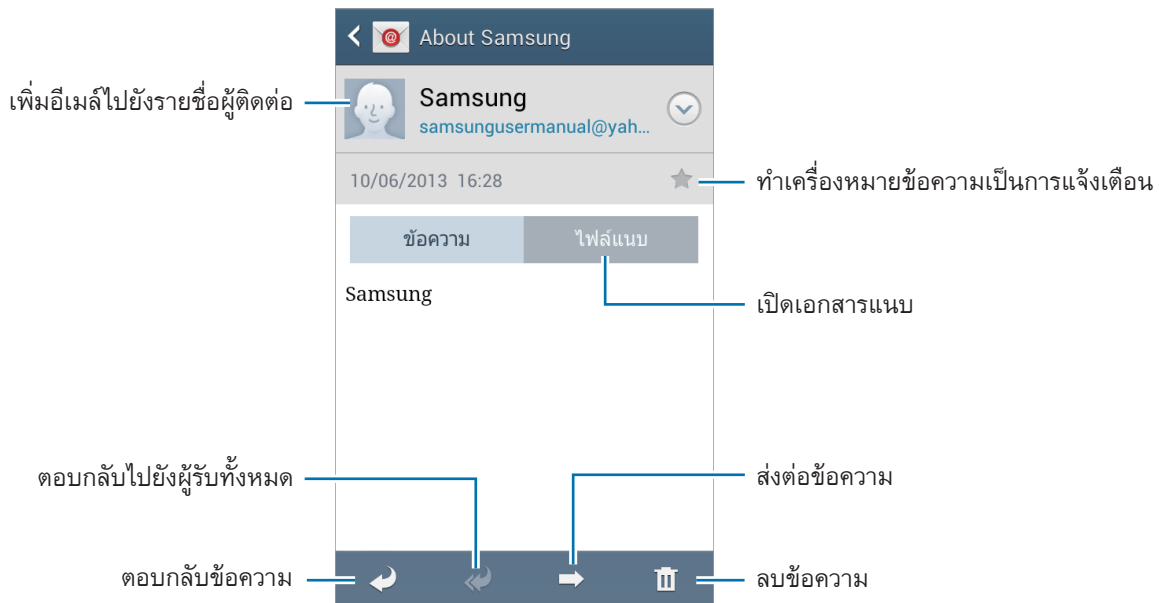 About Samsung
เพิ่มอีเมล์ไปยังรายชื่อผู้ติดต่อ
Samsung
samsungusermanual@yah...
10/06/2013 16:28
ทำเครื่องหมายข้อความเป็นการแจ้งเตือน
ข้อความ
ไฟล์แนบ
Samsung
เปิดเอกสารแนบ
ตอบกลับไปยังผู้รับทั้งหมด
ส่งต่อข้อความ
ตอบกลับข้อความ
ลบข้อความ